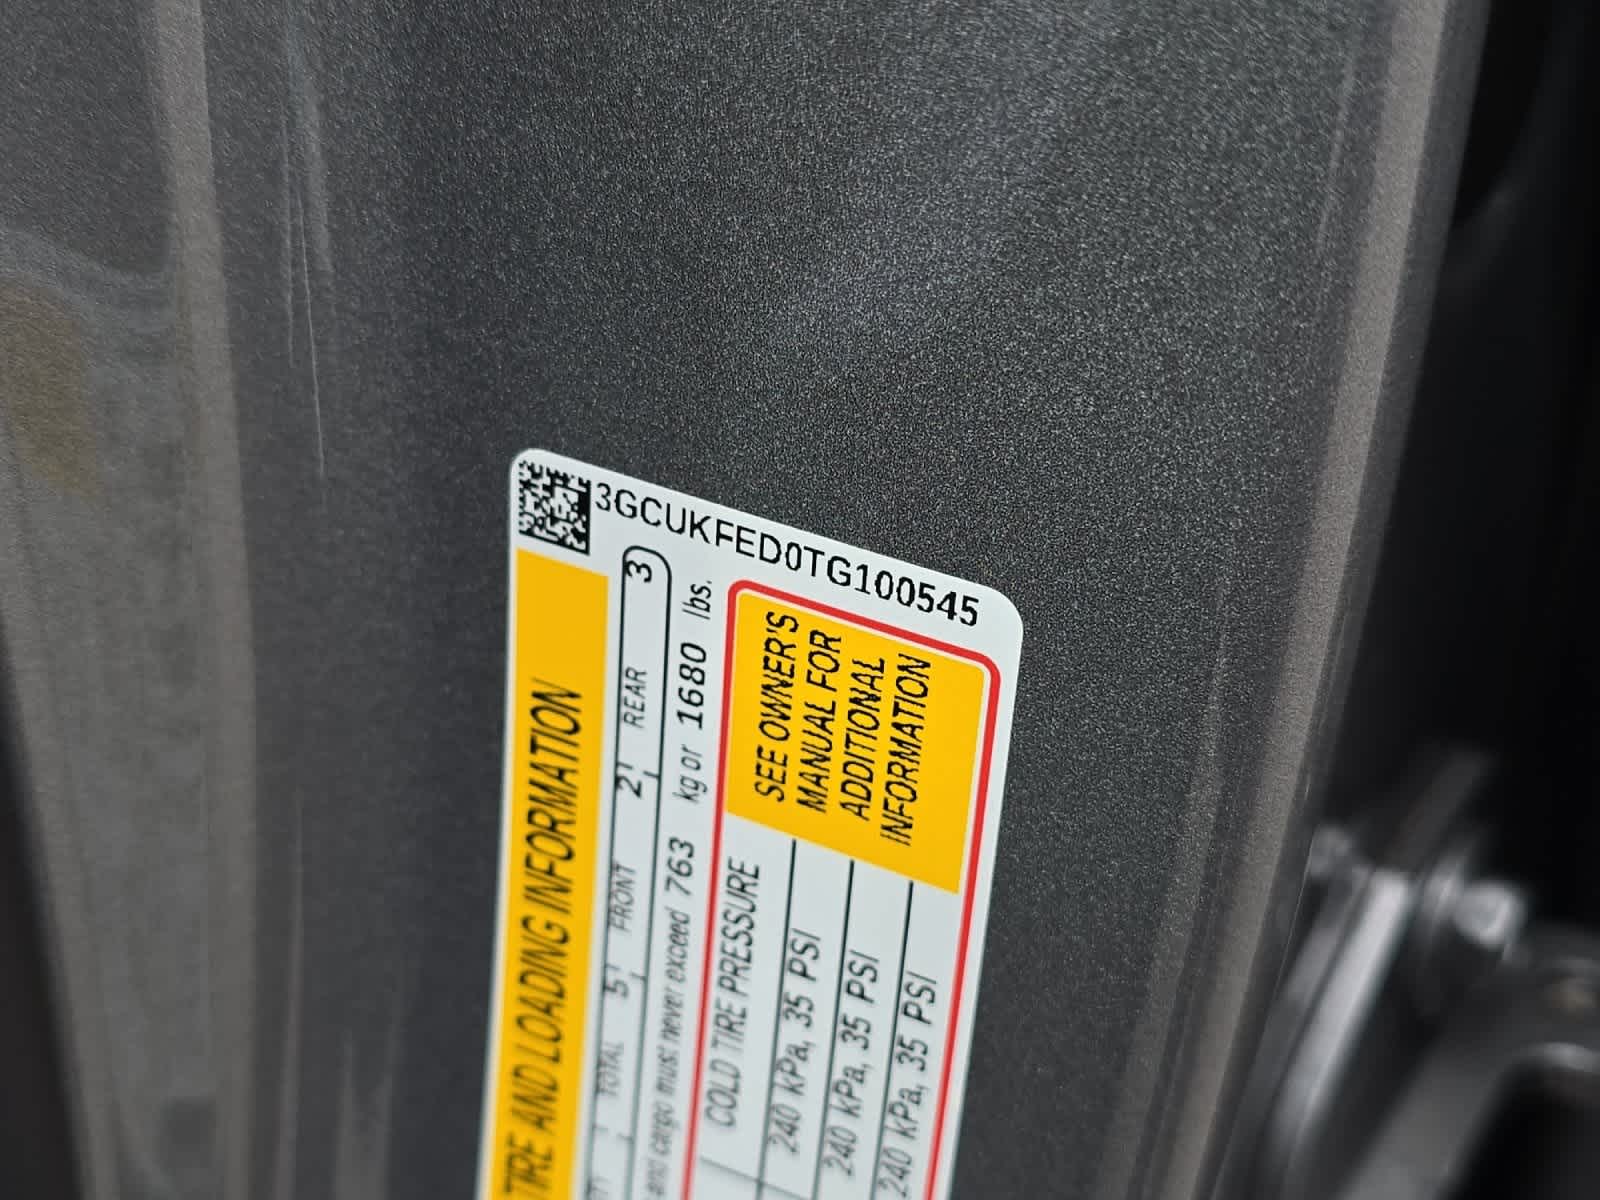 3GCUKFED0TG100545
TIRE AND LOADING INFORMATION
TOTAL 5 FRONT 2 REAR 3
and cargo must never exceed 763 kg or 1680 lbs.
COLD TIRE PRESSURE
240 kPa, 35 PSI
240 kPa, 35 PSI
240 kPa, 35 PSI
SEE OWNER'S
MANUAL FOR
ADDITIONAL
INFORMATION